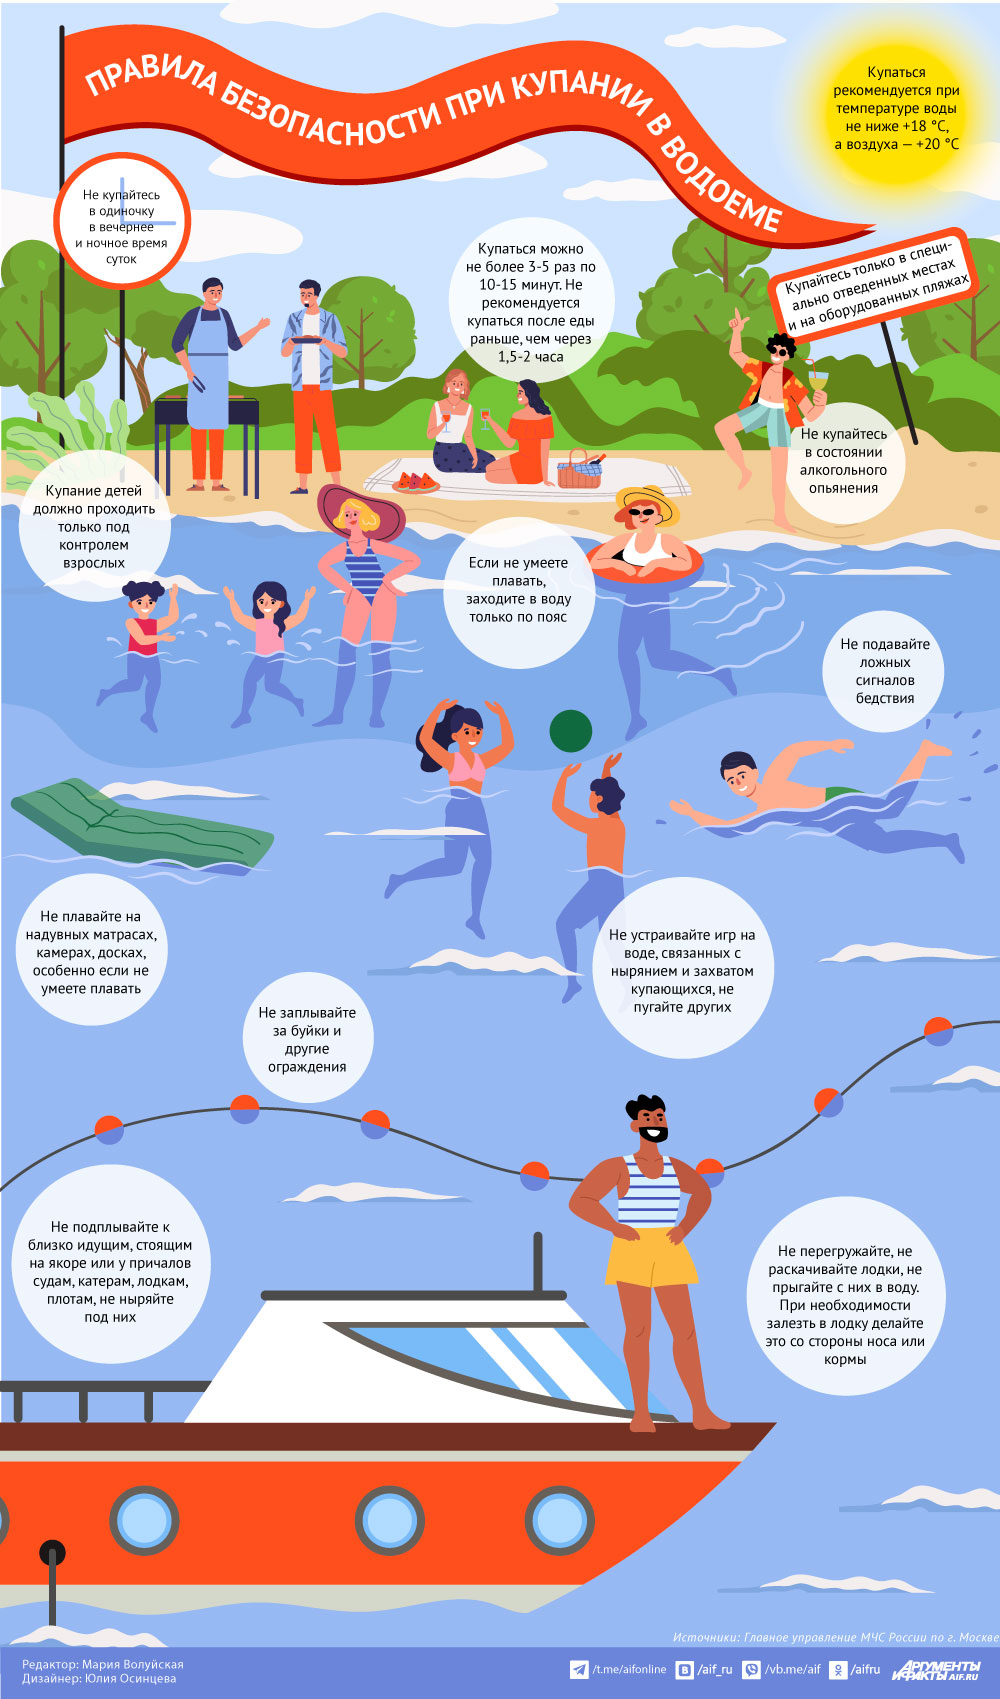 ПРАВИЛА БЕЗОПАСНОСТИ ПРИ КУПАНИИ В ВОДОЕМЕ
Купаться
рекомендуется при
температуре воды
не ниже +18 °С,
а воздуха — +20 °С
Не купайтесь
в одиночку
в вечернее
и ночное время
суток
Купаться можно
не более 3-5 раз по
10-15 минут. Не
рекомендуется
купаться после еды
раньше, чем через
1,5-2 часа
Купайтесь только в специ-
ально отведенных местах
и на оборудованных пляжах
Не купайтесь
в состоянии
алкогольного
опьянения
Купание детей
должно проходить
только под
контролем
взрослых
Если не умеете
плавать,
заходите в воду
только по пояс
Не подавайте
ложных
сигналов
бедствия
Не плавайте на
надувных матрасах,
камерах, досках,
особенно если не
умеете плавать
Не устраивайте игр на
воде, связанных с
нырянием и захватом
купающихся, не
пугайте других
Не заплывайте
за буйки и
другие
ограждения
Не подплывайте к
близко идущим, стоящим
на якоре или у причалов
судам, катерам, лодкам,
плотам, не ныряйте
под них
Не перегружайте, не
раскачивайте лодки, не
прыгайте с них в воду.
При необходимости
залезть в лодку делайте
это со стороны носа или
кормы
Источники: Главное управление МЧС России по г. Москве
Редактор: Мария Волуйская
Дизайнер: Юлия Осинцева
/t.me/aifonline
/aif_ru
/vb.me/aif
/aifru
АРГУМЕНТЫ
И ФАКТЫ AIF.RU